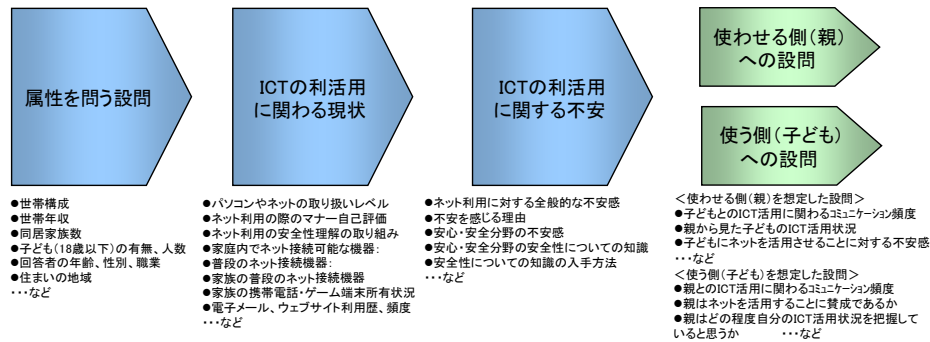 属性を問う設問
ICTの利活用
に関わる現状
ICTの利活用
に関する不安
使わせる側(親)
への設問
使う側(子ども)
への設問
●世帯構成
●世帯年収
●同居家族数
●子ども(18歳以下)の有無、人数
●回答者の年齢、性別、職業
●住まいの地域
・・・など
●パソコンやネットの取り扱いレベル
●ネット利用の際のマナー自己評価
●ネット利用の安全性理解の取り組み
●家庭内でネット接続可能な機器:
●普段のネット接続機器:
●家族の普段のネット接続機器
●家族の携帯電話・ゲーム端末所有状況
●電子メール、ウェブサイト利用歴、頻度
・・・など
●ネット利用に対する全般的な不安感
●不安を感じる理由
●安心・安全分野の不安感
●安心・安全分野の安全性についての知識
●安全性についての知識の入手方法
・・・など
<使わせる側(親)を想定した設問>
●子どもとのICT活用に関わるコミュニケーション頻度
●親から見た子どものICT活用状況
●子どもにネットを活用させることに対する不安感
・・・など
<使う側(子ども)を想定した設問>
●親とのICT活用に関わるコミュニケーション頻度
●親はネットを活用することに賛成であるか
●親はどの程度自分のICT活用状況を把握して
いると思うか ・・・など